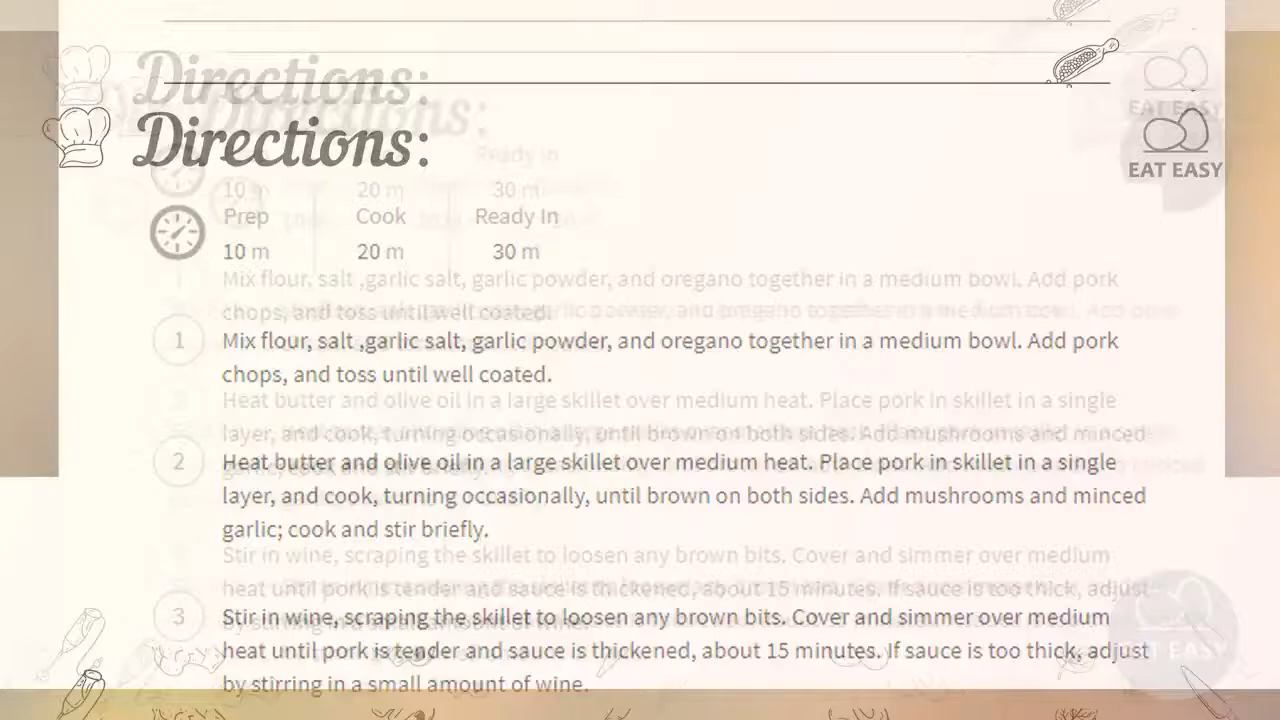 Directions:
EAT EASY
Prep Cook Ready In
10 m 20 m 30 m
1 Mix flour, salt ,garlic salt, garlic powder, and oregano together in a medium bowl. Add pork
chops, and toss until well coated.
2 Heat butter and olive oil in a large skillet over medium heat. Place pork in skillet in a single
layer, and cook, turning occasionally, until brown on both sides. Add mushrooms and minced
garlic; cook and stir briefly.
3 Stir in wine, scraping the skillet to loosen any brown bits. Cover and simmer over medium
heat until pork is tender and sauce is thickened, about 15 minutes. If sauce is too thick, adjust
by stirring in a small amount of wine.